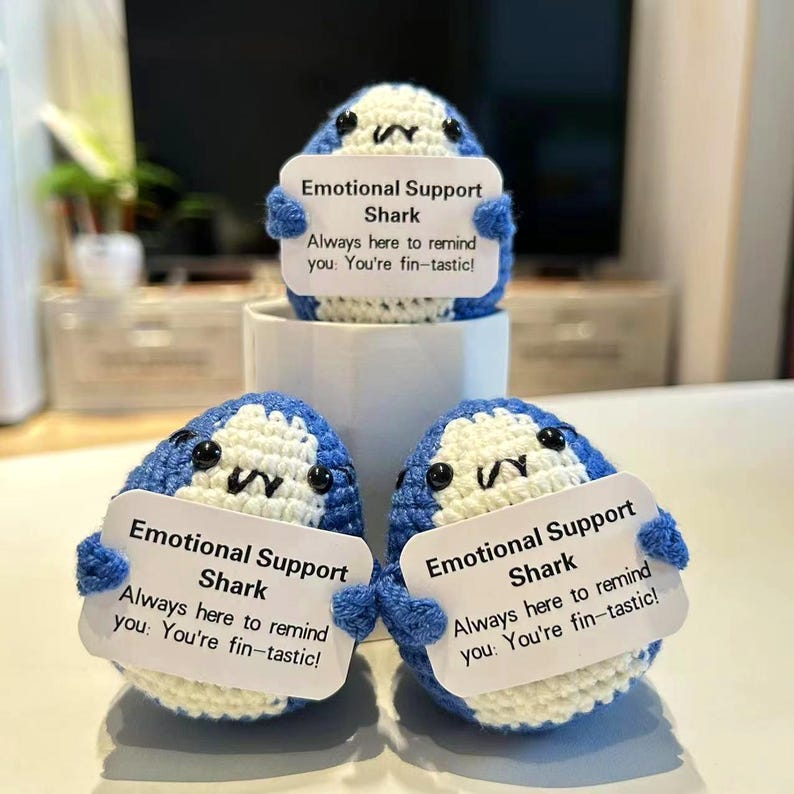 Emotional Support
Shark
Always here to remind
you: You're fin-tastic!
Emotional Support
Shark
Always here to remind
you: You're fin-tastic!
Emotional Support
Shark
Always here to remind
you: You're fin-tastic!